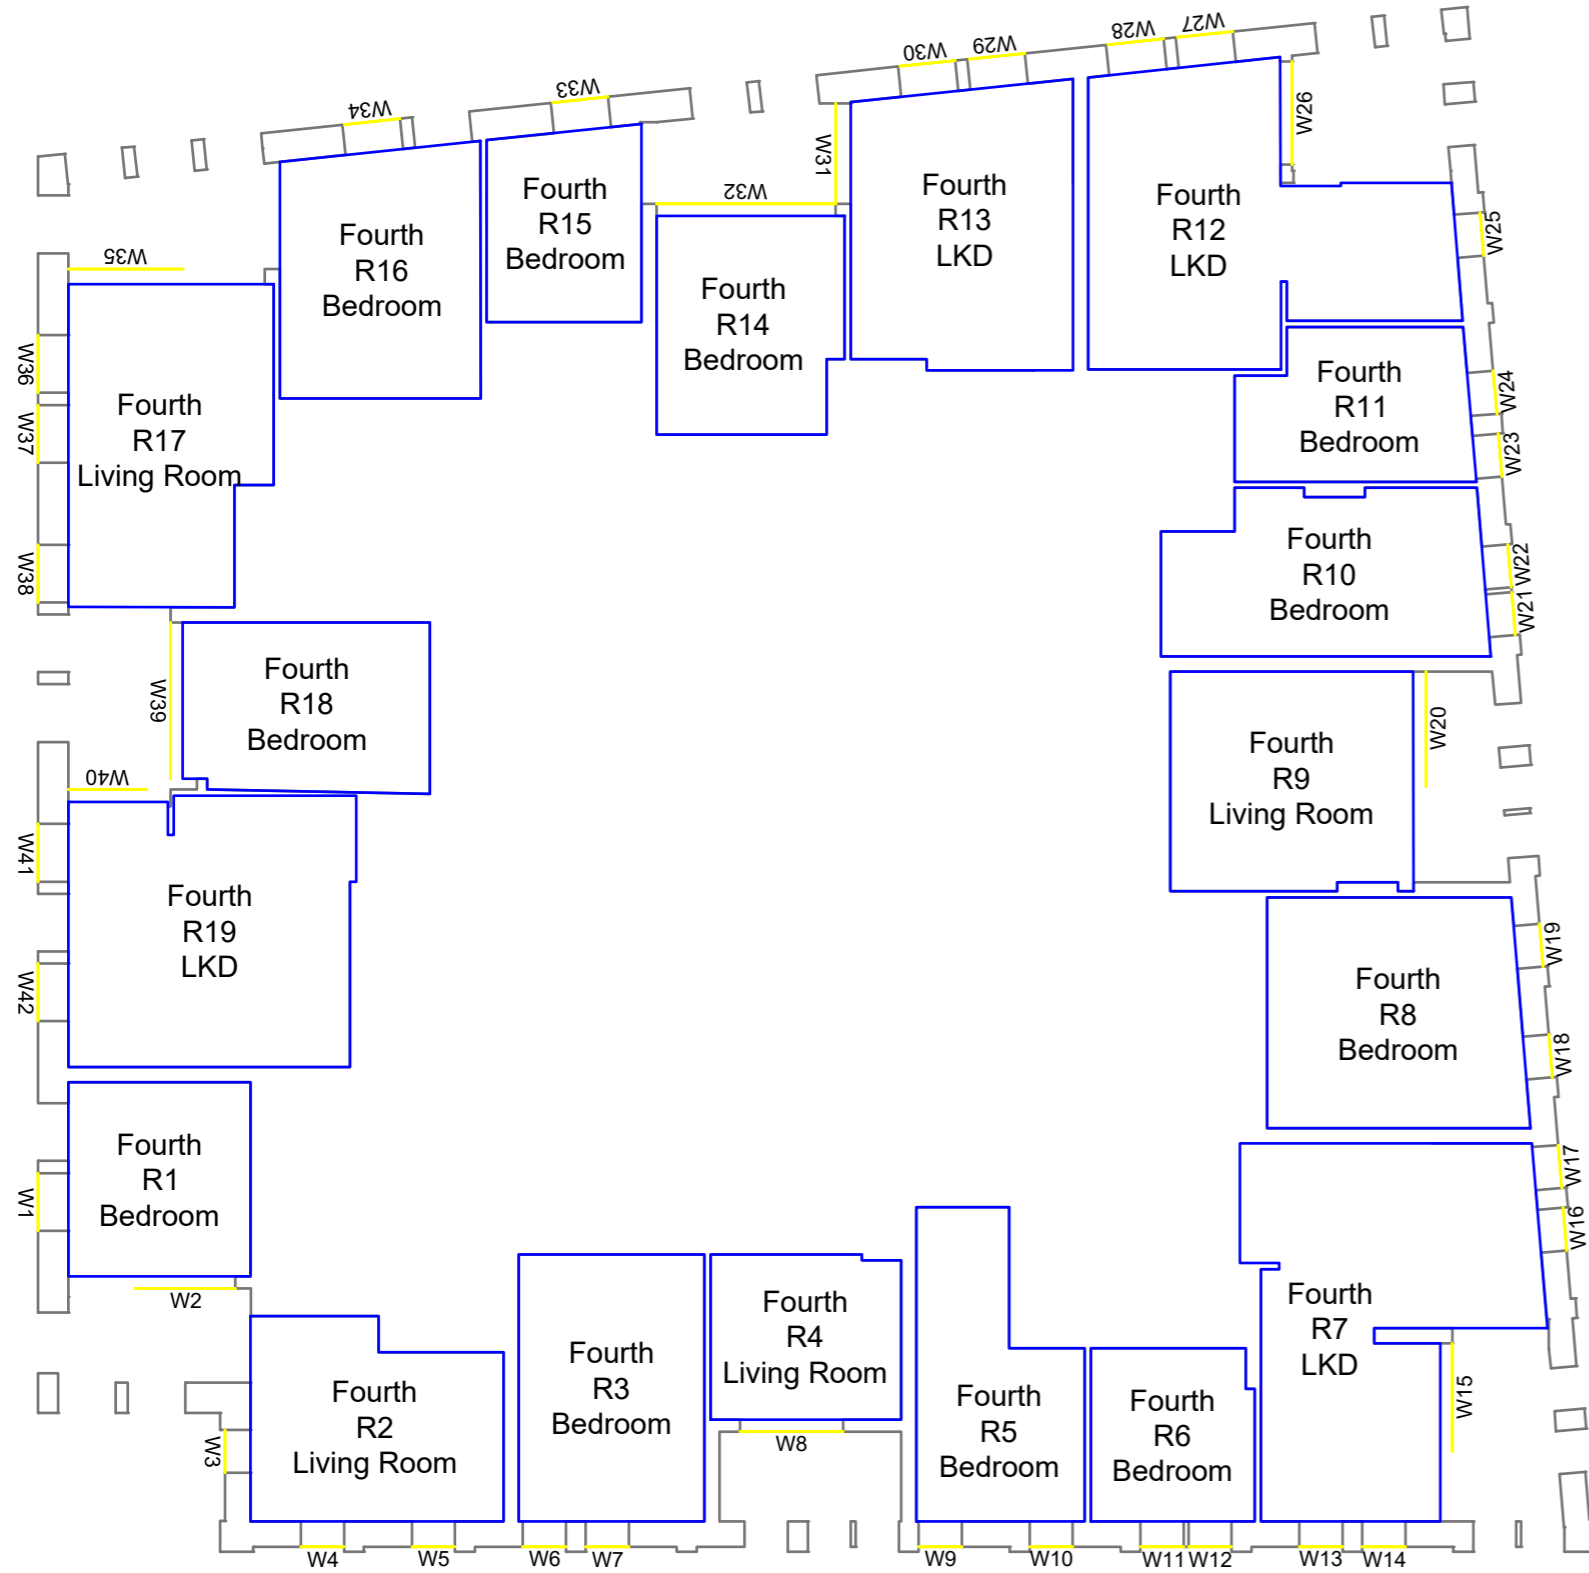 W27
W28
W29
W30
W33
W34
W26
W31
Fourth
R12
LKD
Fourth
R13
LKD
Fourth
R15
Bedroom
W32
W25
Fourth
R16
Bedroom
W35
Fourth
R14
Bedroom
W36
W24
Fourth
R11
Bedroom
Fourth
R17
Living Room
W37
W23
W38
Fourth
R10
Bedroom
W22
W21
Fourth
R18
Bedroom
W39
W20
Fourth
R9
Living Room
W40
W41
Fourth
R19
LKD
W19
W42
Fourth
R8
Bedroom
W18
Fourth
R1
Bedroom
W1
W17
W16
W2
Fourth
R4
Living Room
Fourth
R7
LKD
Fourth
R3
Bedroom
Fourth
R2
Living Room
Fourth
R5
Bedroom
Fourth
R6
Bedroom
W15
W3
W8
W4
W5
W6
W7
W9
W10
W11
W12
W13
W14